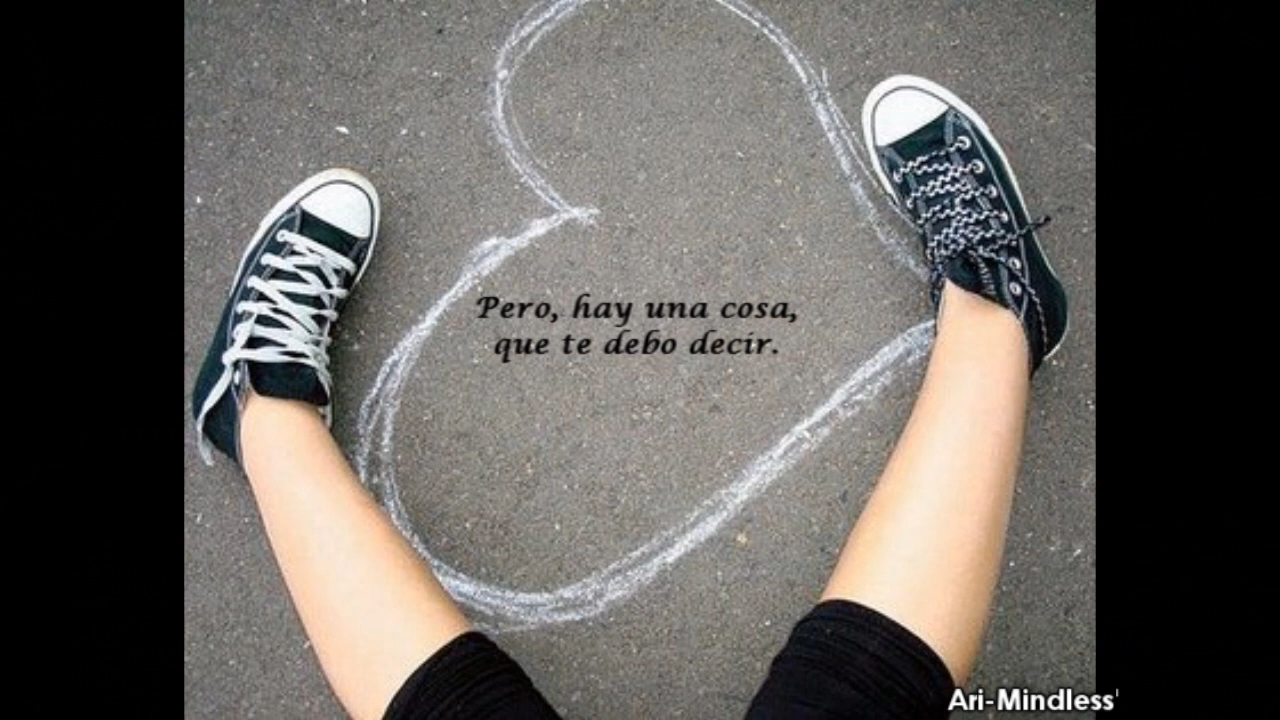 Pero, hay una cosa,
que te debo decir.
Ari-Mindless'